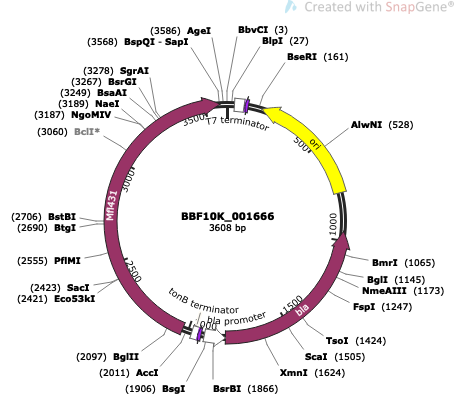 Created with SnapGene®
(3586) AgeI
(3568) BspQI - SapI
(3278) SgrAI
(3267) BsrGI
(3249) BsaAI
(3189) NaeI
(3187) NgoMIV
(3060) BclI*
(2706) BstBI
(2690) BtgI
(2555) PflMI
(2423) SacI
(2421) Eco53kI
(2097) BglII
(2011) AccI
(1906) BsgI
BsrBI (1866)
XmnI (1624)
ScaI (1505)
TsoI (1424)
FspI (1247)
NmeAIII (1173)
BglI (1145)
BmrI (1065)
AlwNI (528)
BseRI (161)
BlpI (27)
BbvCI (3)
T7 terminator
ori
500
1000
1500
bla
bla promoter
tonB terminator
2500
3000
3500
Mfl431
BBF10K_001666
3608 bp